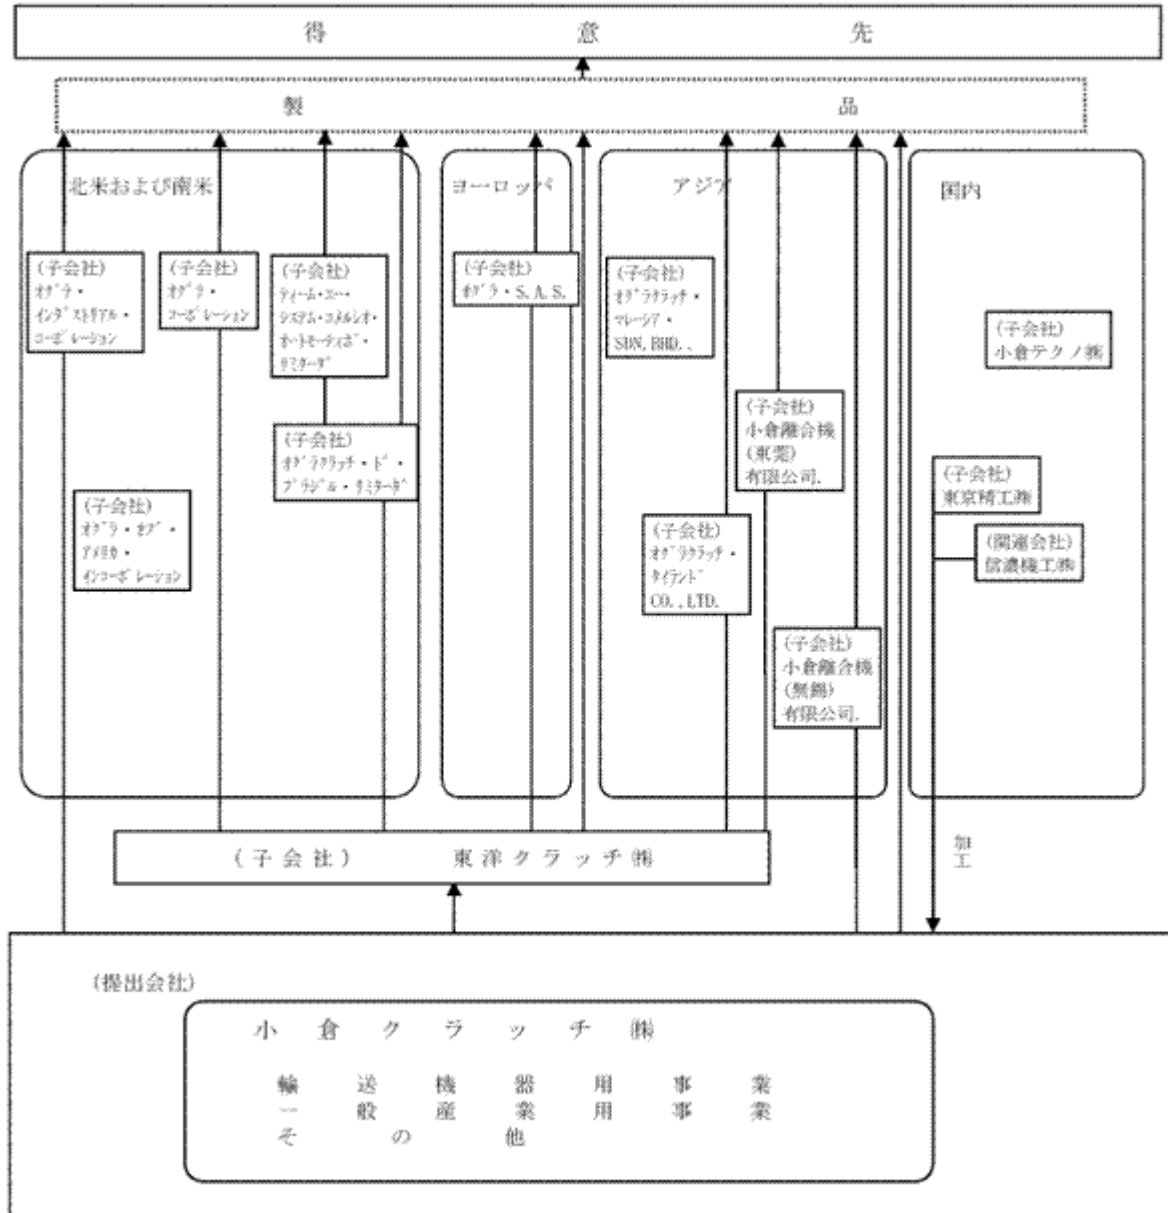 得意先
製品
北米および南米
ヨーロッパ
アジア
国内
(子会社)
オグラ・
インダストリアル・
コーポレーション
(子会社)
オグラ・
コーポレーション
(子会社)
ティーム・エー・
システム・コメルシオ・
オートモーティボ・
リミターダ
(子会社)
オグラ・S.A.S.
(子会社)
オグラクラッチ・
マレーシア・
SDN.BHD..
(子会社)
小倉テクノ㈱
(子会社)
小倉離合機
(東莞)
有限公司.
(子会社)
オグラクラッチ・ド・
ブラジル・リミターダ
(子会社)
東京精工㈱
(子会社)
オグラ・オブ・
アメリカ・
インコーポレーション
(子会社)
オグラクラッチ・
タイランド
CO.,LTD.
(関連会社)
信濃機工㈱
(子会社)
小倉離合機
(無錫)
有限公司.
(子会社) 東洋クラッチ㈱
加工
(提出会社)
小倉クラッチ㈱
輸送機器用事業
一般産業用事業
その他